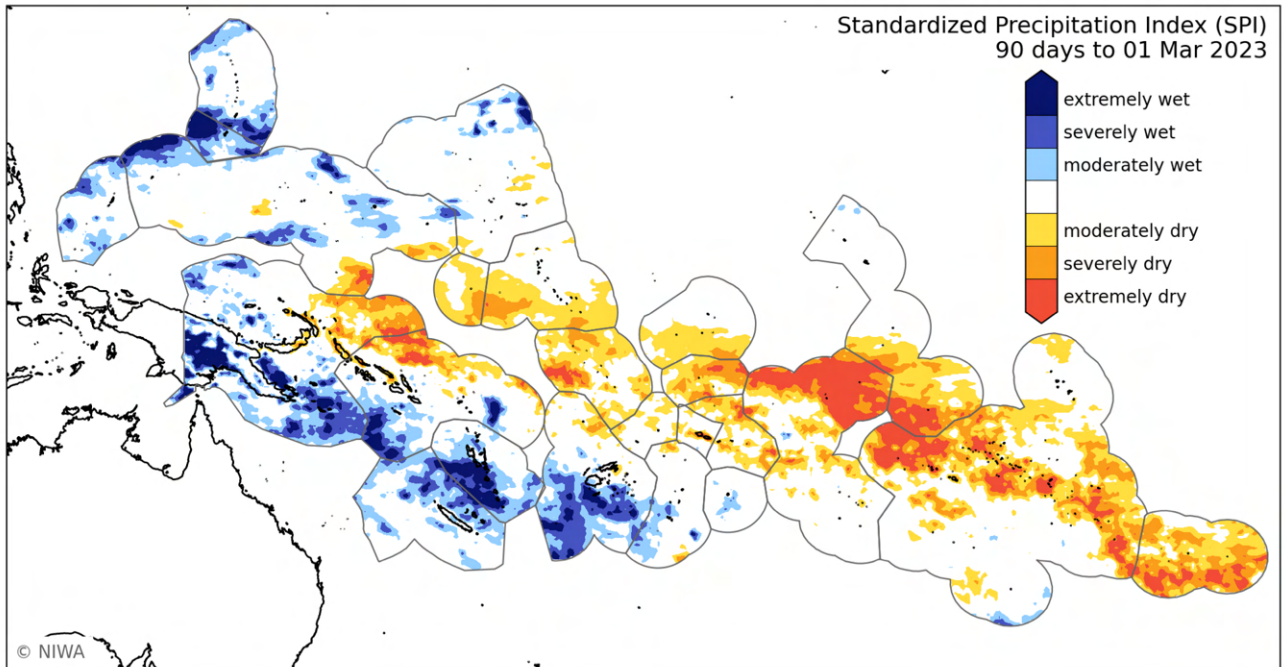 Standardized Precipitation Index (SPI)
90 days to 01 Mar 2023
extremely wet
severely wet
moderately wet
moderately dry
severely dry
extremely dry
© NIWA